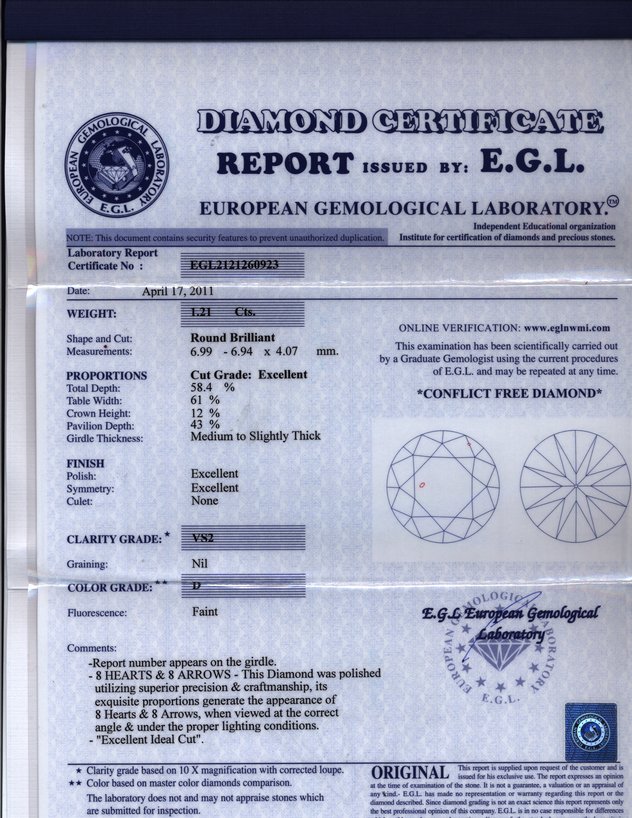 EUROPEAN GEMOLOGICAL LABORATORY
E.G.L.
DIAMOND CERTIFICATE
REPORT ISSUED BY: E.G.L.
EUROPEAN GEMOLOGICAL LABORATORY.™
Independent Educational organization
NOTE: This document contains security features to prevent unauthorized duplication.
Institute for certification of diamonds and precious stones.
Laboratory Report
Certificate No : EGL2121260923
Date: April 17, 2011
WEIGHT: 1.21 Cts.
Shape and Cut: Round Brilliant
Measurements: 6.99 - 6.94 x 4.07 mm.
PROPORTIONS Cut Grade: Excellent
Total Depth: 58.4 %
Table Width: 61 %
Crown Height: 12 %
Pavilion Depth: 43 %
Girdle Thickness: Medium to Slightly Thick
FINISH
Polish: Excellent
Symmetry: Excellent
Culet: None
CLARITY GRADE: * VS2
Graining: Nil
COLOR GRADE: ** D
Fluorescence: Faint
Comments:
-Report number appears on the girdle.
- 8 HEARTS & 8 ARROWS - This Diamond was polished
utilizing superior precision & craftmanship, its
exquisite proportions generate the appearance of
8 Hearts & 8 Arrows, when viewed at the correct
angle & under the proper lighting conditions.
- "Excellent Ideal Cut".
ONLINE VERIFICATION: www.eglnwmi.com
This examination has been scientifically carried out
by a Graduate Gemologist using the current procedures
of E.G.L. and may be repeated at any time.
*CONFLICT FREE DIAMOND*
E.G.L European Gemological
Laboratory
EUROPEAN GEMOLOGICAL LABORATORY
E.G.L.
★ Clarity grade based on 10 X magnification with corrected loupe.
★★ Color based on master color diamonds comparison.
The laboratory does not and may not appraise stones which
are submitted for inspection.
ORIGINAL This report is supplied upon request of the customer and is
issued for his exclusive use. The report expresses an opinion
at the time of examination of the stone. It is not a guarantee, a valuation or an appraisal of
any kind.- E.G.L. has made no representation or warranty regarding this report or the
diamond described. Since diamond grading is not an exact science this report represents only
the best professional opinion of this company. E.G.L. is in no case responsible for differences